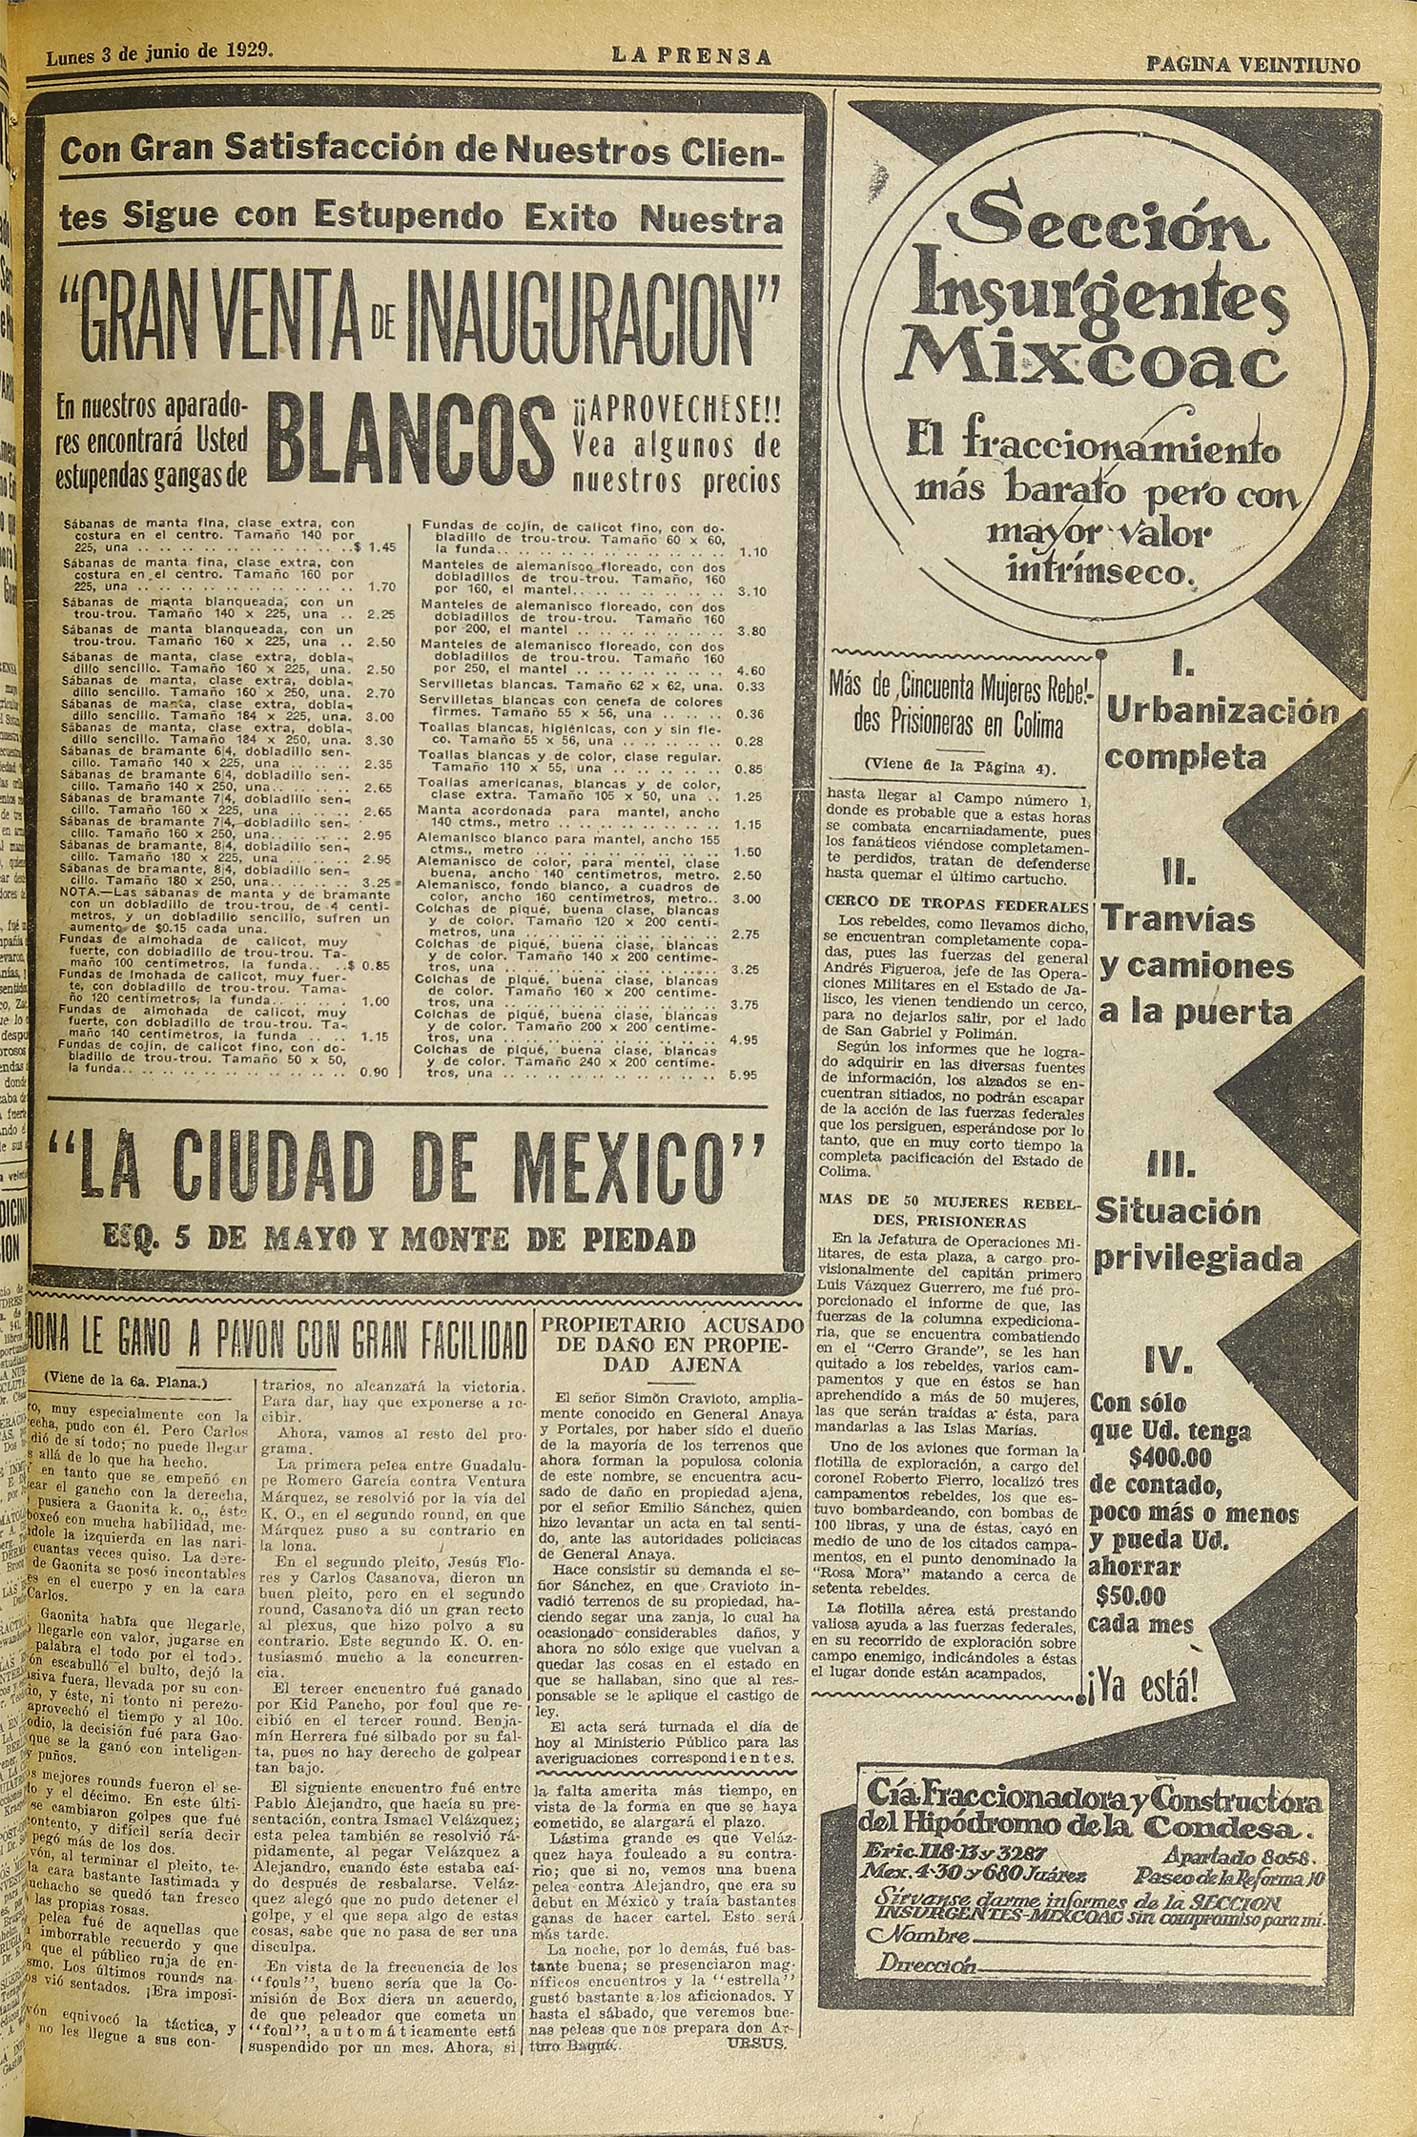 Lunes 3 de junio de 1929.
LA PRENSA
PAGINA VEINTIUNO
Con Gran Satisfacción de Nuestros Clien-
tes Sigue con Estupendo Exito Nuestra
"GRAN VENTA DE INAUGURACION"
En nuestros aparado-
res encontrará Usted
estupendas gangas de
BLANCOS
¡¡APROVECHESE!!
Vea algunos de
nuestros precios
Sábanas de manta fina, clase extra, con
costura en el centro. Tamaño 140 por
225, una .. .. .. .. .. .. .. .. .. ..$ 1.45
Sábanas de manta fina, clase extra, con
costura en el centro. Tamaño 160 por
225, una .. .. .. .. .. .. .. .. .. .. 1.70
Sábanas de manta blanqueada, con un
trou-trou. Tamaño 140 x 225, una .. 2.25
Sábanas de manta blanqueada, con un
trou-trou. Tamaño 160 x 225, una .. 2.50
Sábanas de manta, clase extra, dobla-
dillo sencillo. Tamaño 160 x 225, una. 2.50
Sábanas de manta, clase extra, dobla-
dillo sencillo. Tamaño 160 x 250, una. 2.70
Sábanas de manta, clase extra, dobla-
dillo sencillo. Tamaño 184 x 225, una. 3.00
Sábanas de manta, clase extra, dobla-
dillo sencillo. Tamaño 184 x 250, una. 3.30
Sábanas de bramante 6|4, dobladillo sen-
cillo. Tamaño 140 x 225, una .. .. .. 2.35
Sábanas de bramante 6|4, dobladillo sen-
cillo. Tamaño 140 x 250, una.. .. .. 2.65
Sábanas de bramante 7|4, dobladillo sen-
cillo. Tamaño 160 x 225, una .. .. .. 2.65
Sábanas de bramante 7|4, dobladillo sen-
cillo. Tamaño 160 x 250, una.. .. .. 2.95
Sábanas de bramante, 8|4, dobladillo sen-
cillo. Tamaño 180 x 225, una .. .. .. 2.95
Sábanas de bramante, 8|4, dobladillo sen-
cillo. Tamaño 180 x 250, una.. .. .. .. 3.25
NOTA.—Las sábanas de manta y de bramante
con un dobladillo de trou-trou, de 4 centí-
metros, y un dobladillo sencillo, sufren un
aumento de $0.15 cada una.
Fundas de almohada de calicot, muy
fuerte, con dobladillo de trou-trou. Ta-
maño 100 centímetros, la funda.. ..$ 0.85
Fundas de lmohada de calicot, muy fuer-
te, con dobladillo de trou-trou. Tama-
ño 120 centímetros, la funda.. .. .. .. 1.00
Fundas de almohada de calicot, muy
fuerte, con dobladillo de trou-trou. Ta-
maño 140 centímetros, la funda .. .. 1.15
Fundas de cojín, de calicot fino, con do-
bladillo de trou-trou. Tamaño 50 x 50,
la funda.. .. .. .. .. .. .. .. .. .. 0.90
Fundas de cojín, de calicot fino, con do-
bladillo de trou-trou. Tamaño 60 x 60,
la funda.. .. .. .. .. .. .. .. .. .. 1.10
Manteles de alemanisco floreado, con dos
dobladillos de trou-trou. Tamaño, 160
por 160, el mantel.. .. .. .. .. .. .. 3.10
Manteles de alemanisco floreado, con dos
dobladillos de trou-trou. Tamaño 160
por 200, el mantel .. .. .. .. .. .. .. 3.80
Manteles de alemanisco floreado, con dos
dobladillos de trou-trou. Tamaño 160
por 250, el mantel .. .. .. .. .. .. .. 4.60
Servilletas blancas. Tamaño 62 x 62, una. 0.33
Servilletas blancas con cenefa de colores
firmes. Tamaño 55 x 56, una .. .. .. 0.36
Toallas blancas, higiénicas, con y sin fle-
co. Tamaño 55 x 56, una .. .. .. .. 0.28
Toallas blancas y de color, clase regular.
Tamaño 110 x 55, una .. .. .. .. .. 0.85
Toallas americanas, blancas y de color,
clase extra. Tamaño 105 x 50, una .. 1.25
Manta acordonada para mantel, ancho
140 ctms., metro .. .. .. .. .. .. .. 1.15
Alemanisco blanco para mantel, ancho 155
ctms., metro .. .. .. .. .. .. .. .. 1.50
Alemanisco de color, para mentel, clase
buena, ancho 140 centímetros, metro. 2.50
Alemanisco, fondo blanco, a cuadros de
color, ancho 160 centímetros, metro.. 3.00
Colchas de piqué, buena clase, blancas
y de color. Tamaño 120 x 200 centí-
metros, una .. .. .. .. .. .. .. .. .. 2.75
Colchas de piqué, buena clase, blancas
y de color. Tamaño 140 x 200 centíme-
tros, una .. .. .. .. .. .. .. .. .. .. 3.25
Colchas de piqué, buena clase, blancas
de color. Tamaño 160 x 200 centíme-
tros, una .. .. .. .. .. .. .. .. .. .. 3.75
Colchas de piqué, buena clase, blancas
y de color. Tamaño 200 x 200 centíme-
tros, una .. .. .. .. .. .. .. .. .. .. 4.95
Colchas de piqué, buena clase, blancas
y de color. Tamaño 240 x 200 centíme-
tros, una .. .. .. .. .. .. .. .. .. .. 5.95
"LA CIUDAD DE MEXICO"
ESQ. 5 DE MAYO Y MONTE DE PIEDAD
AONA LE GANO A PAVON CON GRAN FACILIDAD
(Viene de la 6a. Plana.)
to, muy especialmente con la
echa, pudo con él. Pero Carlos
dió de sí todo; no puede llegar
s allá de lo que ha hecho.
en tanto que se empeñó en
car el gancho con la derecha,
pusiera a Gaonita k. o., éste
boxeó con mucha habilidad, me-
dole la izquierda en las nari-
cuantas veces quiso. La dere-
de Gaonita se posó incontables
es en el cuerpo y en la cara
Carlos.
Gaonita había que llegarle,
llegarle con valor, jugarse en
palabra el todo por el todo.
ón escabulló el bulto, dejó la
siva fuera, llevada por su con-
io, y éste, ni tonto ni perezo-
aprovechó el tiempo y al 10o.
odio, la decisión fué para Gao-
que se la ganó con inteligen-
y puños.
s mejores rounds fueron el se-
o y el décimo. En este últi-
se cambiaron golpes que fué
contento, y difícil sería decir
pegó más de los dos.
vón, al terminar el pleito, te-
la cara bastante lastimada y
uchacho se quedó tan fresco
las propias rosas.
pelea fué de aquellas que
imborrable recuerdo y que
que el público ruja de en-
smo. Los últimos rounds na-
os vió sentados. ¡Era imposi-
vón equivocó la táctica, y
no les llegue a sus con-
trarios, no alcanzará la victoria.
Para dar, hay que exponerse a re-
cibir.
Ahora, vamos al resto del pro-
grama.
La primera pelea entre Guadalu-
pe Romero García contra Ventura
Márquez, se resolvió por la vía del
K. O., en el segundo round, en que
Márquez puso a su contrario en
la lona.
En el segundo pleito, Jesús Flo-
res y Carlos Casanova, dieron un
buen pleito, pero en el segundo
round, Casanova dió un gran recto
al plexus, que hizo polvo a su
contrario. Este segundo K. O. en-
tusiasmó mucho a la concurren-
cia.
El tercer encuentro fué ganado
por Kid Pancho, por foul que re-
cibió en el tercer round. Benja-
mín Herrera fué silbado por su fal-
ta, pues no hay derecho de golpear
tan bajo.
El siguiente encuentro fué entre
Pablo Alejandro, que hacía su pre-
sentación, contra Ismael Velázquez;
esta pelea también se resolvió rá-
pidamente, al pegar Velázquez a
Alejandro, cuando éste estaba caí-
do después de resbalarse. Veláz-
quez alegó que no pudo detener el
golpe, y el que sepa algo de estas
cosas, sabe que no pasa de ser una
disculpa.
En vista de la frecuencia de los
"fouls", bueno sería que la Co-
misión de Box diera un acuerdo,
de que peleador que cometa un
"foul", automáticamente está
suspendido por un mes. Ahora, si
PROPIETARIO ACUSADO
DE DAÑO EN PROPIE-
DAD AJENA
El señor Simón Cravioto, amplia-
mente conocido en General Anaya
y Portales, por haber sido el dueño
de la mayoría de los terrenos que
ahora forman la populosa colonia
de este nombre, se encuentra acu-
sado de daño en propiedad ajena,
por el señor Emilio Sánchez, quien
hizo levantar un acta en tal senti-
do, ante las autoridades policiacas
de General Anaya.
Hace consistir su demanda el se-
ñor Sánchez, en que Cravioto in-
vadió terrenos de su propiedad, ha-
ciendo segar una zanja, lo cual ha
ocasionado considerables daños, y
ahora no sólo exige que vuelvan a
quedar las cosas en el estado en
que se hallaban, sino que al res-
ponsable se le aplique el castigo de
ley.
El acta será turnada el día de
hoy al Ministerio Público para las
averiguaciones correspondientes.
la falta amerita más tiempo, en
vista de la forma en que se haya
cometido, se alargará el plazo.
Lástima grande es que Veláz-
quez haya fouleado a su contra-
rio; que si no, vemos una buena
pelea contra Alejandro, que era su
debut en México y traía bastantes
ganas de hacer cartel. Esto será
más tarde.
La noche, por lo demás, fué bas-
tante buena; se presenciaron mag-
níficos encuentros y la "estrella"
gustó bastante a los aficionados. Y
hasta el sábado, que veremos bue-
nas peleas que nos prepara don Ar-
turo Baqué.
URSUS.
Sección
Insurgentes
Mixcoac
El fraccionamiento
más barato pero con
mayor valor
intrínseco.
Más de Cincuenta Mujeres Rebel-
des Prisioneras en Colima
(Viene de la Página 4).
hasta llegar al Campo número 1,
donde es probable que a estas horas
se combata encarniadamente, pues
los fanáticos viéndose completamen-
te perdidos, tratan de defenderse
hasta quemar el último cartucho.
CERCO DE TROPAS FEDERALES
Los rebeldes, como llevamos dicho,
se encuentran completamente copa-
das, pues las fuerzas del general
Andrés Figueroa, jefe de las Opera-
ciones Militares en el Estado de Ja-
lisco, les vienen tendiendo un cerco,
para no dejarlos salir, por el lado
de San Gabriel y Polimán.
Según los informes que he logra-
do adquirir en las diversas fuentes
de información, los alzados se en-
cuentran sitiados, no podrán escapar
de la acción de las fuerzas federales
que los persiguen, esperándose por lo
tanto, que en muy corto tiempo la
completa pacificación del Estado de
Colima.
MAS DE 50 MUJERES REBEL-
DES, PRISIONERAS
En la Jefatura de Operaciones Mi-
litares, de esta plaza, a cargo pro-
visionalmente del capitán primero
Luis Vázquez Guerrero, me fué pro-
porcionado el informe de que, las
fuerzas de la columna expediciona-
ria, que se encuentra combatiendo
en el "Cerro Grande", se les han
quitado a los rebeldes, varios cam-
pamentos y que en éstos se han
aprehendido a más de 50 mujeres,
las que serán traídas a ésta, para
mandarlas a las Islas Marías.
Uno de los aviones que forman la
flotilla de exploración, a cargo del
coronel Roberto Fierro, localizó tres
campamentos rebeldes, los que es-
tuvo bombardeando, con bombas de
100 libras, y una de éstas, cayó en
medio de uno de los citados campa-
mentos, en el punto denominado la
"Rosa Mora" matando a cerca de
setenta rebeldes.
La flotilla aérea está prestando
valiosa ayuda a las fuerzas federales,
en su recorrido de exploración sobre
campo enemigo, indicándoles a éstas
el lugar donde están acampados,
I.
Urbanización
completa
II.
Tranvías
y camiones
a la puerta
III.
Situación
privilegiada
IV.
Con sólo
que Ud. tenga
$400.00
de contado,
poco más o menos
y pueda Ud.
ahorrar
$50.00
cada mes
¡Ya está!
Cía Fraccionadora y Constructora
del Hipódromo de la Condesa.
Eric. 118-13 y 3287
Apartado 8058.
Mex. 4-30 y 680 Juárez
Paseo de la Reforma 10
Sírvanse darme informes de la SECCION
INSURGENTES-MIXCOAC sin compromiso para mí.
Nombre
Dirección